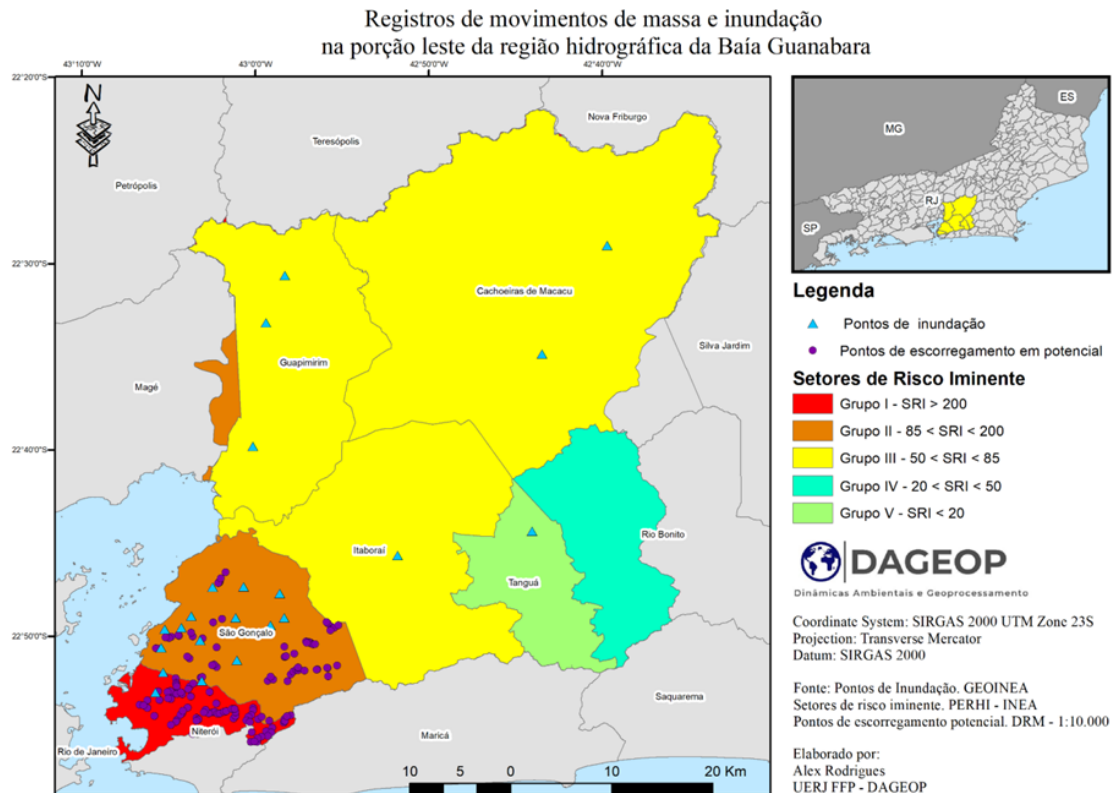 Registros de movimentos de massa e inundação
na porção leste da região hidrográfica da Baía Guanabara
43°10'0"W
43°0'0"W
42°50'0"W
42°40'0"W
22°20'0"S
22°30'0"S
22°40'0"S
22°50'0"S
N
Nova Friburgo
Teresópolis
Petrópolis
Cachoeiras de Macacu
Silva Jardim
Guapimirim
Magé
Rio Bonito
Itaboraí
Tanguá
São Gonçalo
Saquarema
Niterói
Maricá
Rio de Janeiro
10 5 0 10 20 Km
ES
MG
RJ
SP
Legenda
Pontos de inundação
Pontos de escorregamento em potencial
Setores de Risco Iminente
Grupo I - SRI > 200
Grupo II - 85 < SRI < 200
Grupo III - 50 < SRI < 85
Grupo IV - 20 < SRI < 50
Grupo V - SRI < 20
DAGEOP
Dinâmicas Ambientais e Geoprocessamento
Coordinate System: SIRGAS 2000 UTM Zone 23S
Projection: Transverse Mercator
Datum: SIRGAS 2000
Fonte: Pontos de Inundação. GEOINEA
Setores de risco iminente. PERHI - INEA
Pontos de escorregamento potencial. DRM - 1:10.000
Elaborado por:
Alex Rodrigues
UERJ FFP - DAGEOP